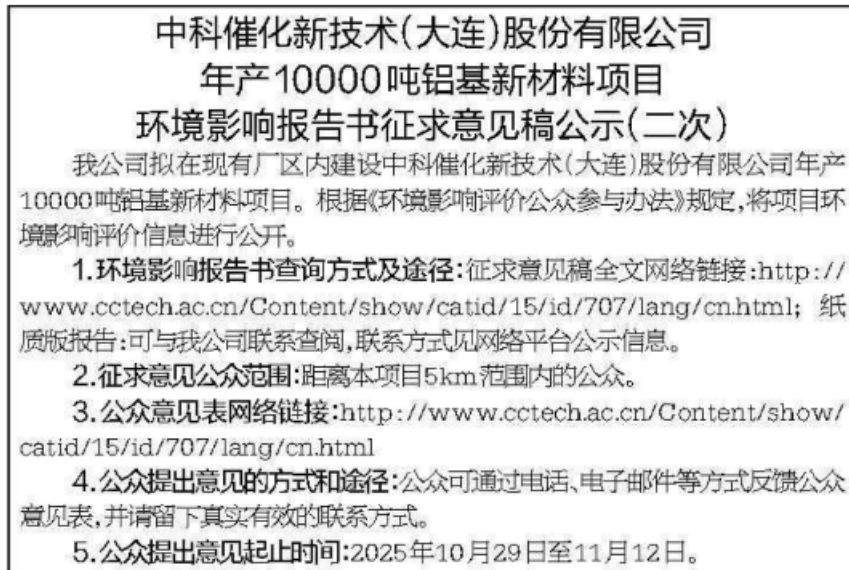 中科催化新技术(大连)股份有限公司
年产10000吨铝基新材料项目
环境影响报告书征求意见稿公示(二次)
我公司拟在现有厂区内建设中科催化新技术(大连)股份有限公司年产
10000吨铝基新材料项目。根据《环境影响评价公众参与办法》规定,将项目环
境影响评价信息进行公开。
1.环境影响报告书查询方式及途径:征求意见稿全文网络链接:http://
www.cctech.ac.cn/Content/show/catid/15/id/707/lang/cn.html; 纸
质版报告:可与我公司联系查阅,联系方式见网络平台公示信息。
2.征求意见公众范围:距离本项目5km范围内的公众。
3.公众意见表网络链接:http://www.cctech.ac.cn/Content/show/
catid/15/id/707/lang/cn.html
4.公众提出意见的方式和途径:公众可通过电话、电子邮件等方式反馈公众
意见表,并请留下真实有效的联系方式。
5.公众提出意见起止时间:2025年10月29日至11月12日。